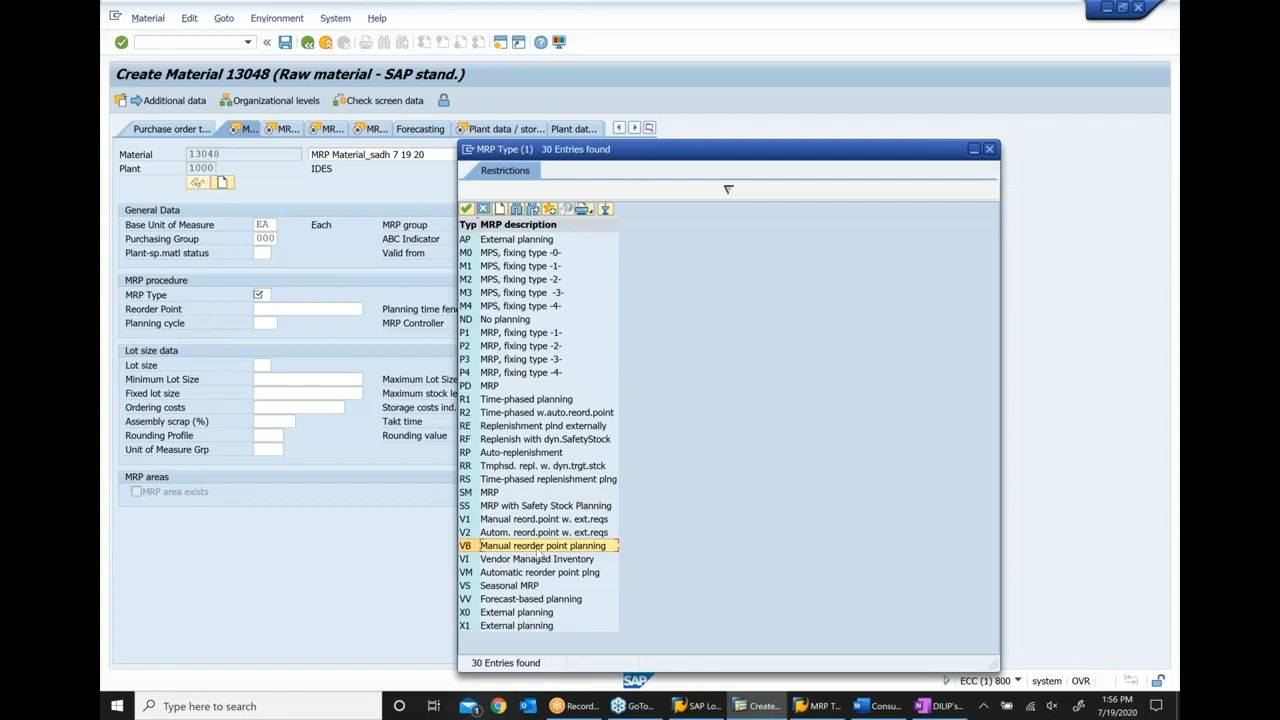 Material Edit Goto Environment System Help
Create Material 13048 (Raw material - SAP stand.)
Additional data Organizational levels Check screen data
Purchase order t... M... MR... MR... MR... Forecasting Plant data / stor... Plant dat...
Material 13048 MRP Material_sadh 7 19 20
Plant 1000 IDES
General Data
Base Unit of Measure EA Each MRP group
Purchasing Group 000 ABC Indicator
Plant-sp.matl status Valid from
MRP procedure
MRP Type
Reorder Point Planning time fen
Planning cycle MRP Controller
Lot size data
Lot size
Minimum Lot Size Maximum Lot Size
Fixed lot size Maximum stock le
Ordering costs Storage costs ind.
Assembly scrap (%) Takt time
Rounding Profile Rounding value
Unit of Measure Grp
MRP areas
MRP area exists
MRP Type (1) 30 Entries found
Restrictions
Typ MRP description
AP External planning
M0 MPS, fixing type -0-
M1 MPS, fixing type -1-
M2 MPS, fixing type -2-
M3 MPS, fixing type -3-
M4 MPS, fixing type -4-
ND No planning
P1 MRP, fixing type -1-
P2 MRP, fixing type -2-
P3 MRP, fixing type -3-
P4 MRP, fixing type -4-
PD MRP
R1 Time-phased planning
R2 Time-phased w.auto.reord.point
RE Replenishment plnd externally
RF Replenish with dyn.SafetyStock
RP Auto-replenishment
RR Tmphsd. repl. w. dyn.trgt.stck
RS Time-phased replenishment plng
SM MRP
SS MRP with Safety Stock Planning
V1 Manual reord.point w. ext.reqs
V2 Autom. reord.point w. ext.reqs
VB Manual reorder point planning
VI Vendor Managed Inventory
VM Automatic reorder point plng
VS Seasonal MRP
VV Forecast-based planning
X0 External planning
X1 External planning
30 Entries found
SAP ECC (1) 800 system OVR
Type here to search Record... GoTo... SAP Lo... Create... MRP T... Consu... DILIP's...
1:56 PM
7/19/2020